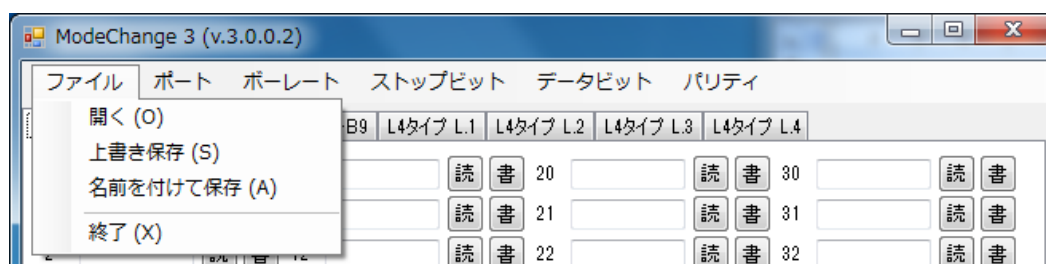 ModeChange 3 (v.3.0.0.2)
ファイル ポート ボーレート ストップビット データビット パリティ
開く (O)
上書き保存 (S)
名前を付けて保存 (A)
終了 (X)
B9 L4タイプ L.1 L4タイプ L.2 L4タイプ L.3 L4タイプ L.4
読 書 20 読 書 30 読 書
読 書 21 読 書 31 読 書
2 読 書 12 読 書 22 読 書 32 読 書